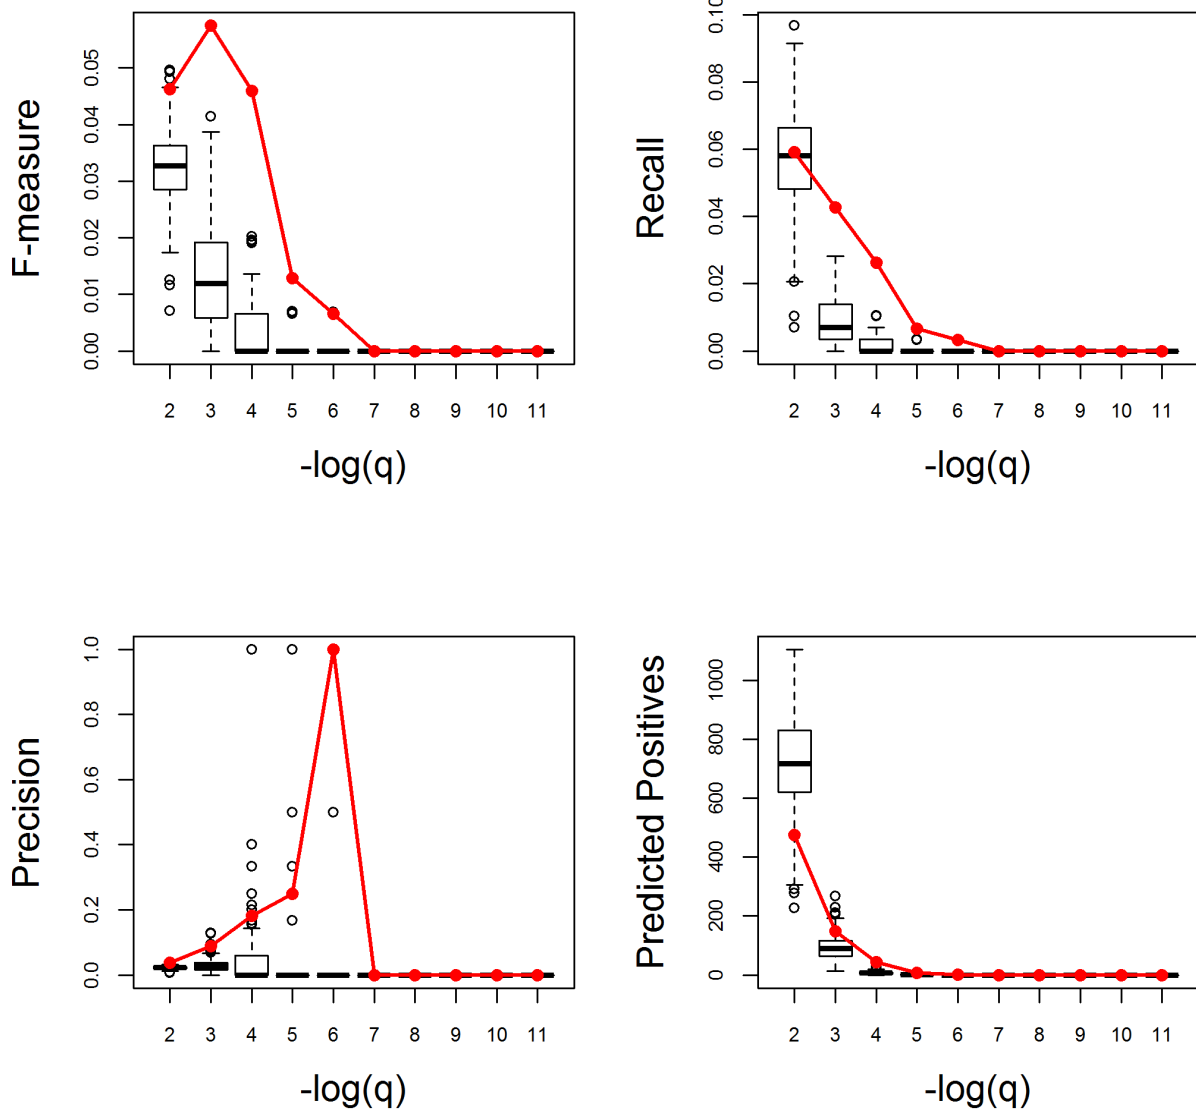 F-measure
0.00 0.01 0.02 0.03 0.04 0.05
2 3 4 5 6 7 8 9 10 11
-log(q)
Recall
0.00 0.02 0.04 0.06 0.08 0.10
2 3 4 5 6 7 8 9 10 11
-log(q)
Precision
0.0 0.2 0.4 0.6 0.8 1.0
2 3 4 5 6 7 8 9 10 11
-log(q)
Predicted Positives
0 200 400 600 800 1000
2 3 4 5 6 7 8 9 10 11
-log(q)